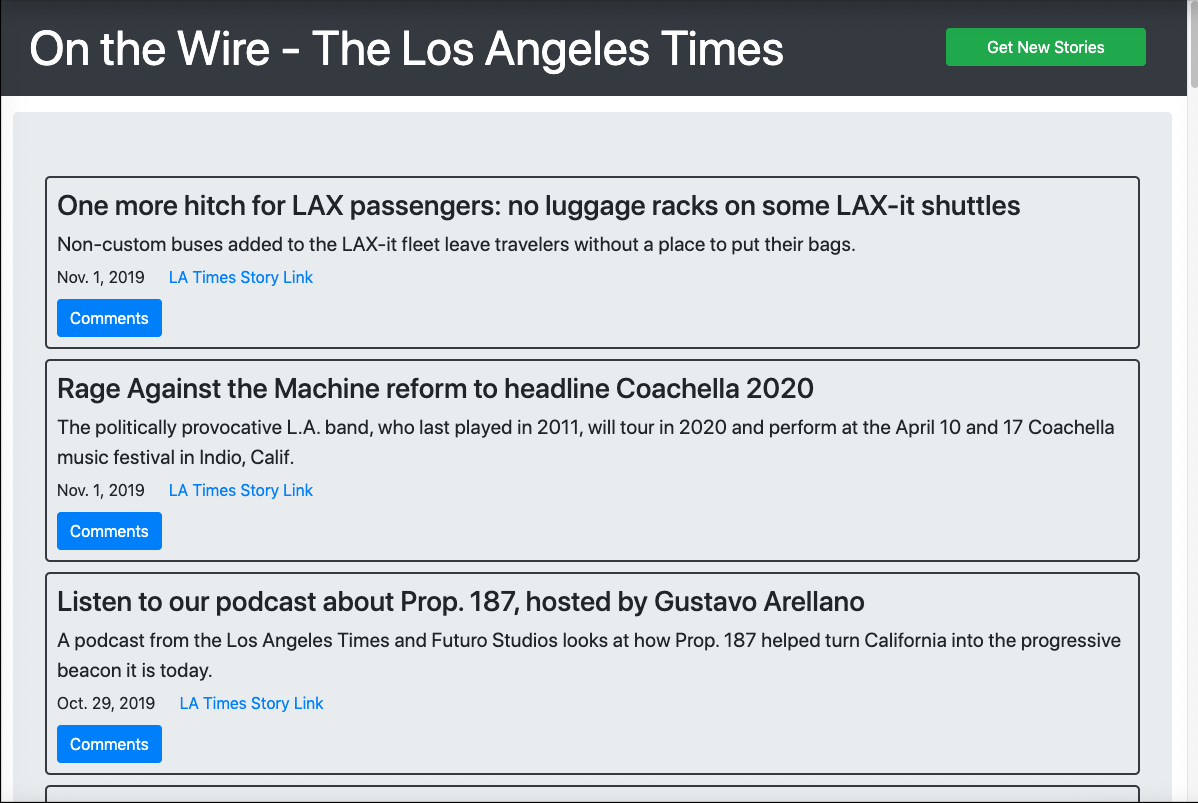 On the Wire - The Los Angeles Times
Get New Stories
One more hitch for LAX passengers: no luggage racks on some LAX-it shuttles
Non-custom buses added to the LAX-it fleet leave travelers without a place to put their bags.
Nov. 1, 2019 LA Times Story Link
Comments
Rage Against the Machine reform to headline Coachella 2020
The politically provocative L.A. band, who last played in 2011, will tour in 2020 and perform at the April 10 and 17 Coachella
music festival in Indio, Calif.
Nov. 1, 2019 LA Times Story Link
Comments
Listen to our podcast about Prop. 187, hosted by Gustavo Arellano
A podcast from the Los Angeles Times and Futuro Studios looks at how Prop. 187 helped turn California into the progressive
beacon it is today.
Oct. 29, 2019 LA Times Story Link
Comments